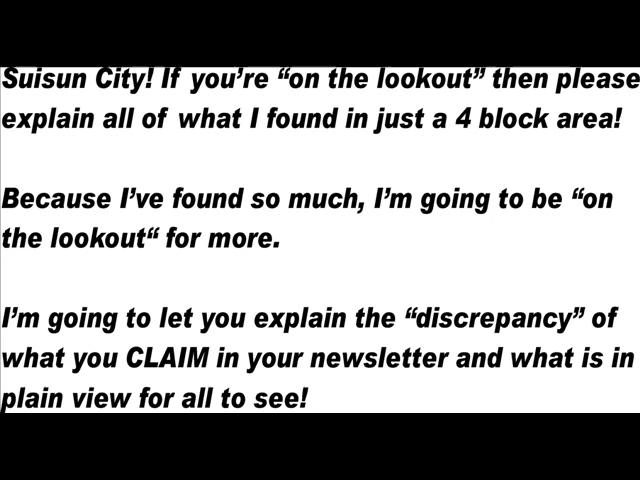 Suisun City! If you’re “on the lookout” then please
explain all of what I found in just a 4 block area!
Because I’ve found so much, I’m going to be “on
the lookout“ for more.
I’m going to let you explain the “discrepancy” of
what you CLAIM in your newsletter and what is in
plain view for all to see!